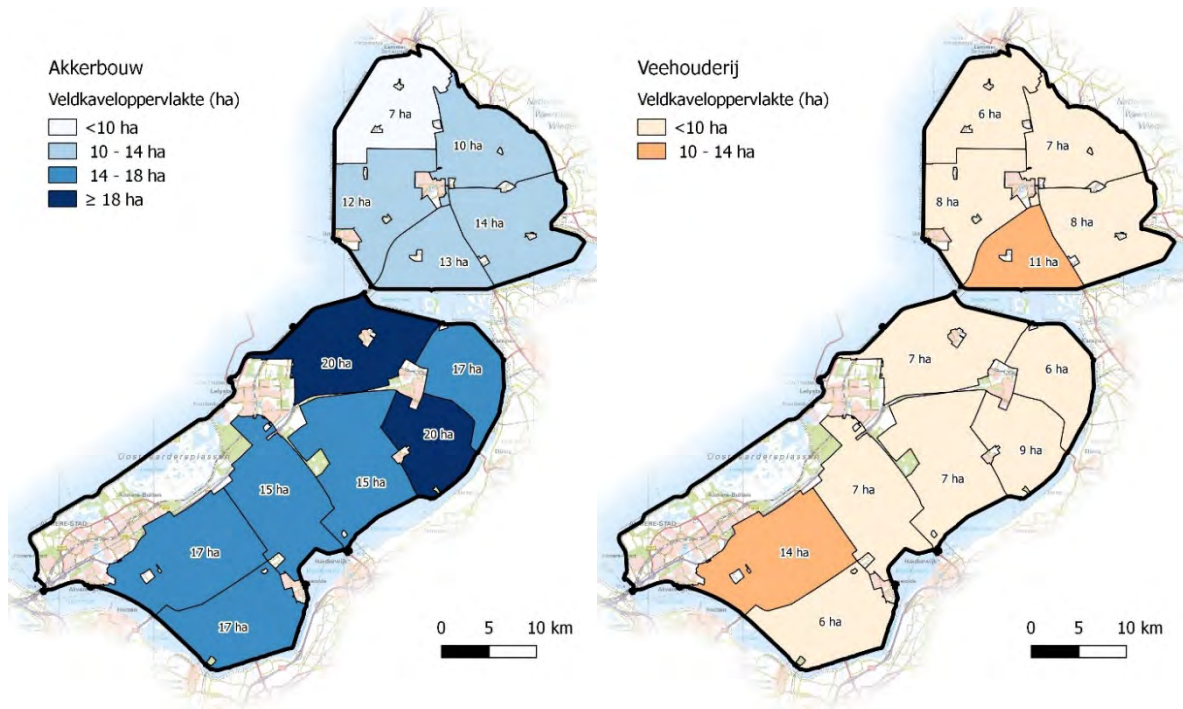 Akkerbouw
Veldkaveloppervlakte (ha)
<10 ha
10 - 14 ha
14 - 18 ha
≥ 18 ha
7 ha
10 ha
12 ha
14 ha
13 ha
20 ha
17 ha
20 ha
15 ha
15 ha
17 ha
17 ha
Oostvaardersplassen
0 5 10 km
Veehouderij
Veldkaveloppervlakte (ha)
<10 ha
10 - 14 ha
6 ha
7 ha
8 ha
8 ha
11 ha
7 ha
6 ha
9 ha
7 ha
7 ha
14 ha
6 ha
0 5 10 km